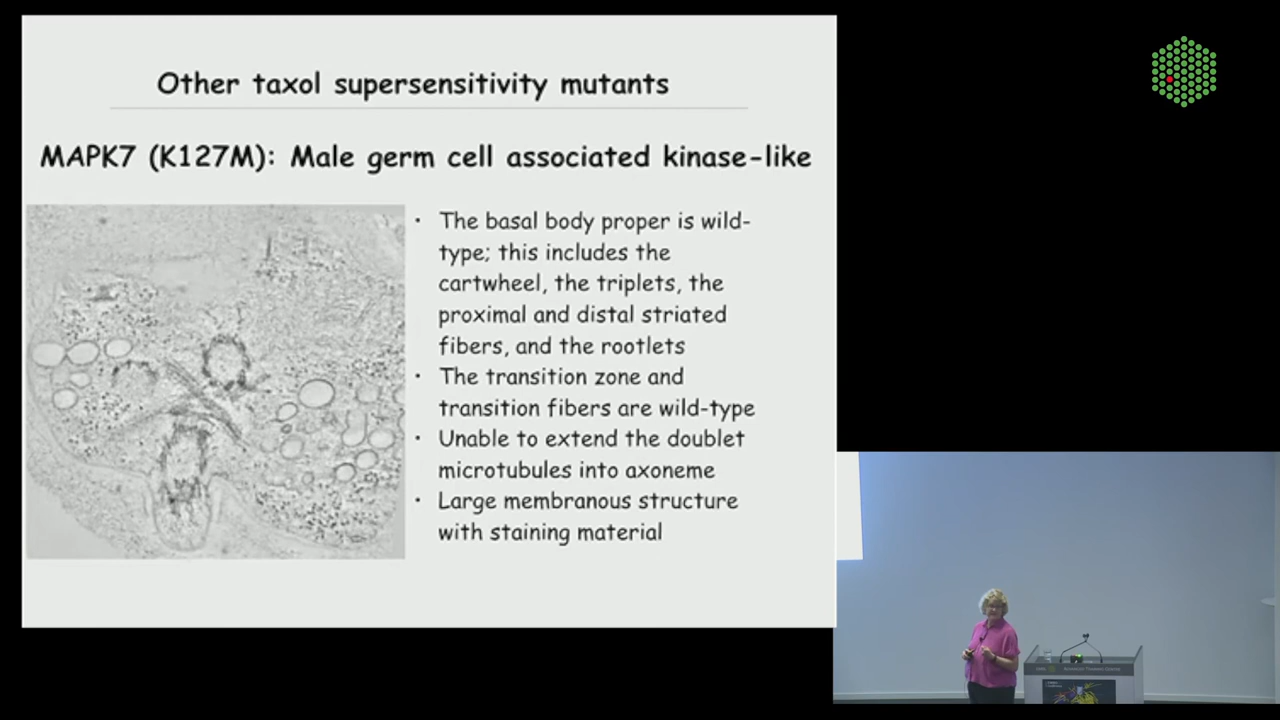 Other taxol supersensitivity mutants
MAPK7 (K127M): Male germ cell associated kinase-like
• The basal body proper is wild-
type; this includes the
cartwheel, the triplets, the
proximal and distal striated
fibers, and the rootlets
• The transition zone and
transition fibers are wild-type
• Unable to extend the doublet
microtubules into axoneme
• Large membranous structure
with staining material